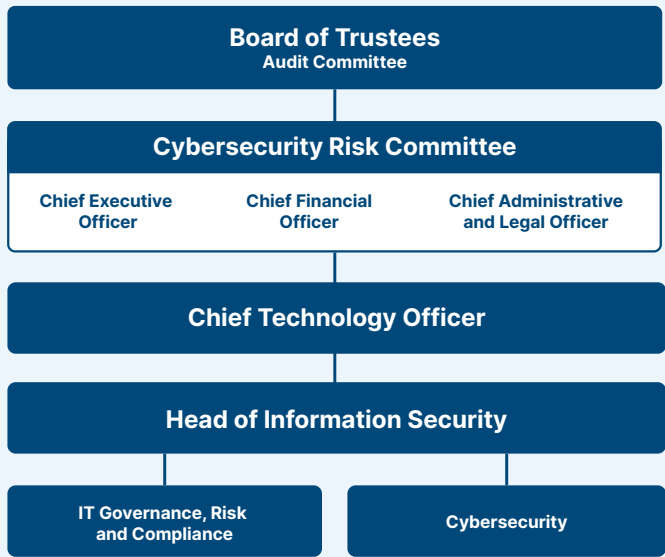 Board of Trustees
Audit Committee
Cybersecurity Risk Committee
Chief Executive
Officer
Chief Financial
Officer
Chief Administrative
and Legal Officer
Chief Technology Officer
Head of Information Security
IT Governance, Risk
and Compliance
Cybersecurity